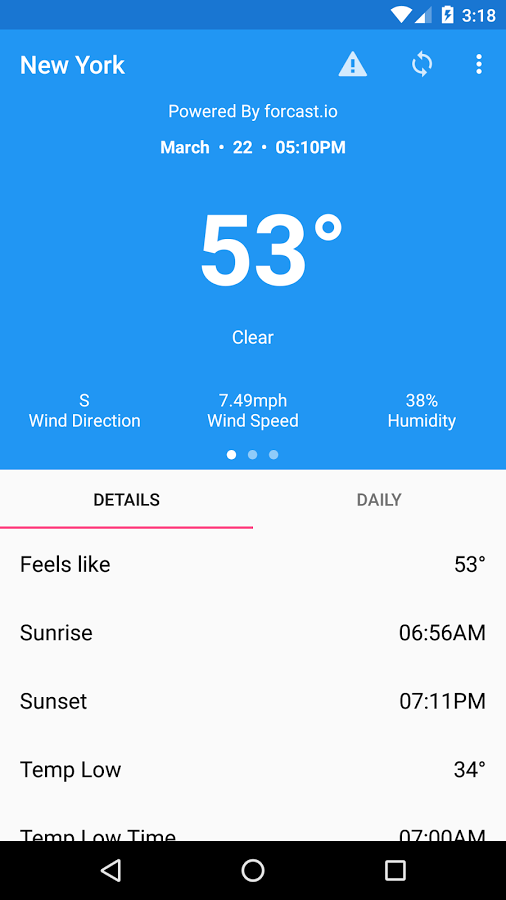 3:18
New York
Powered By forcast.io
March • 22 • 05:10PM
53°
Clear
S 7.49mph 38%
Wind Direction Wind Speed Humidity
DETAILS DAILY
Feels like 53°
Sunrise 06:56AM
Sunset 07:11PM
Temp Low 34°
Temp Low Time 07:00AM